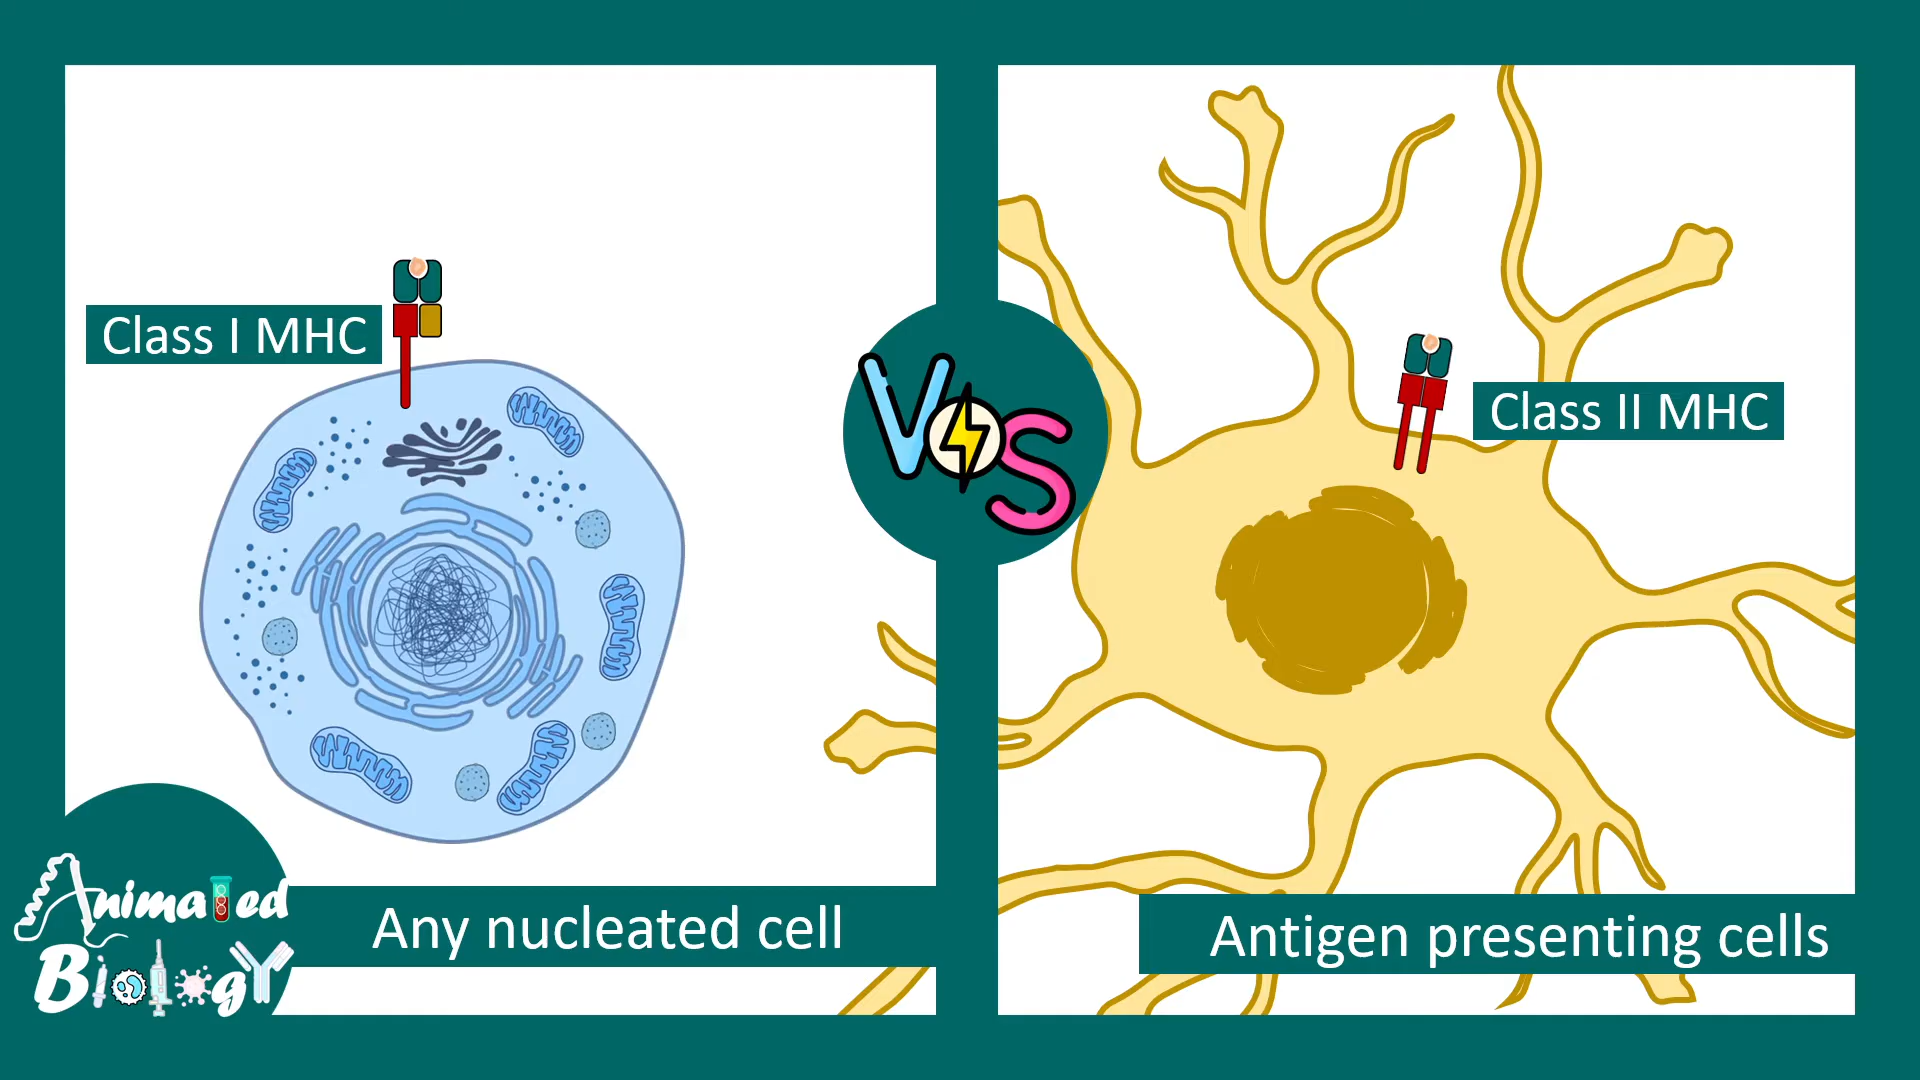 Class I MHC
VS
Class II MHC
Any nucleated cell
Antigen presenting cells
Animated
Biology